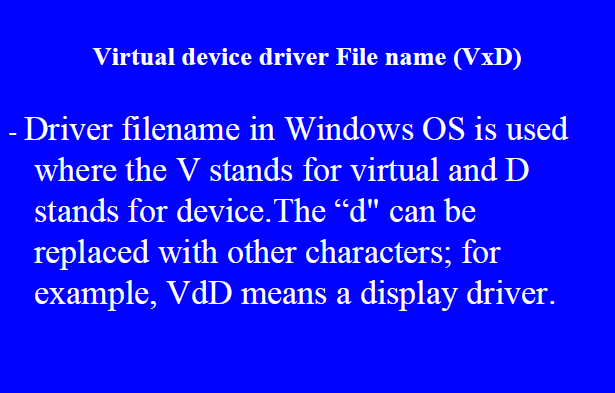 Virtual device driver File name (VxD)
- Driver filename in Windows OS is used
where the V stands for virtual and D
stands for device.The “d" can be
replaced with other characters; for
example, VdD means a display driver.